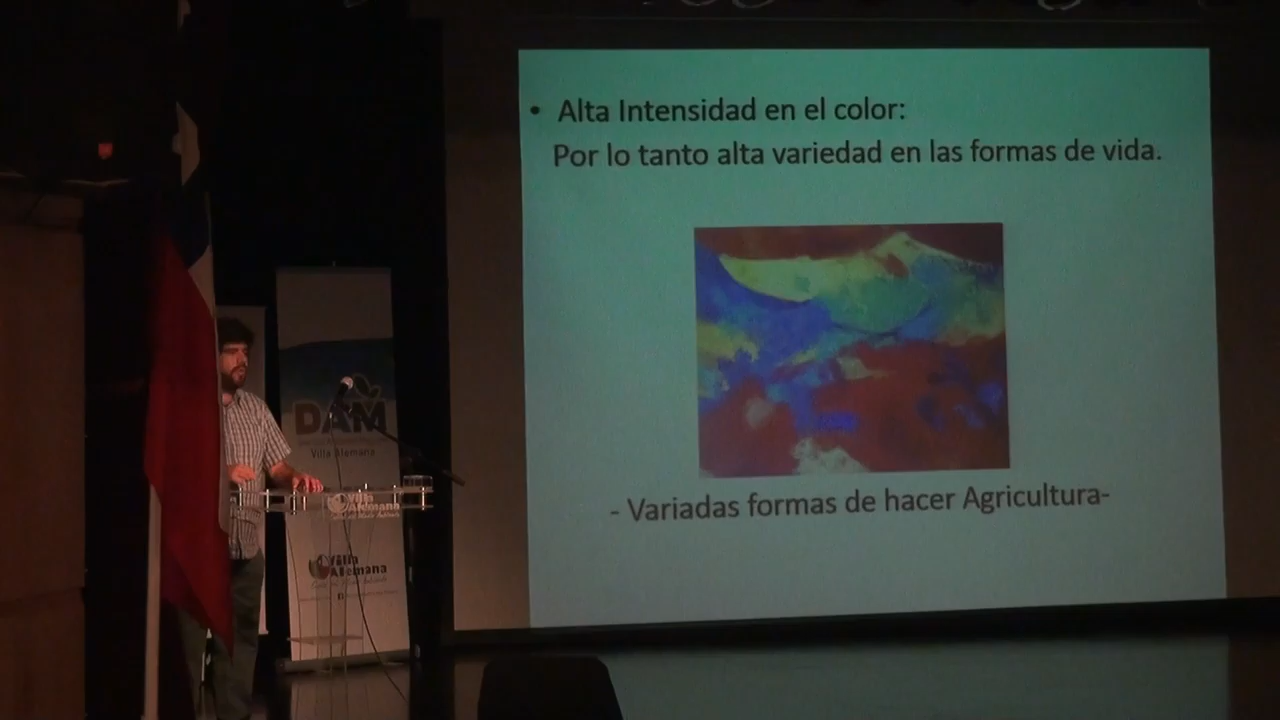 • Alta Intensidad en el color:
Por lo tanto alta variedad en las formas de vida.
- Variadas formas de hacer Agricultura-
DAM
Villa Alemana
Villa
Alemana
Villa
Alemana